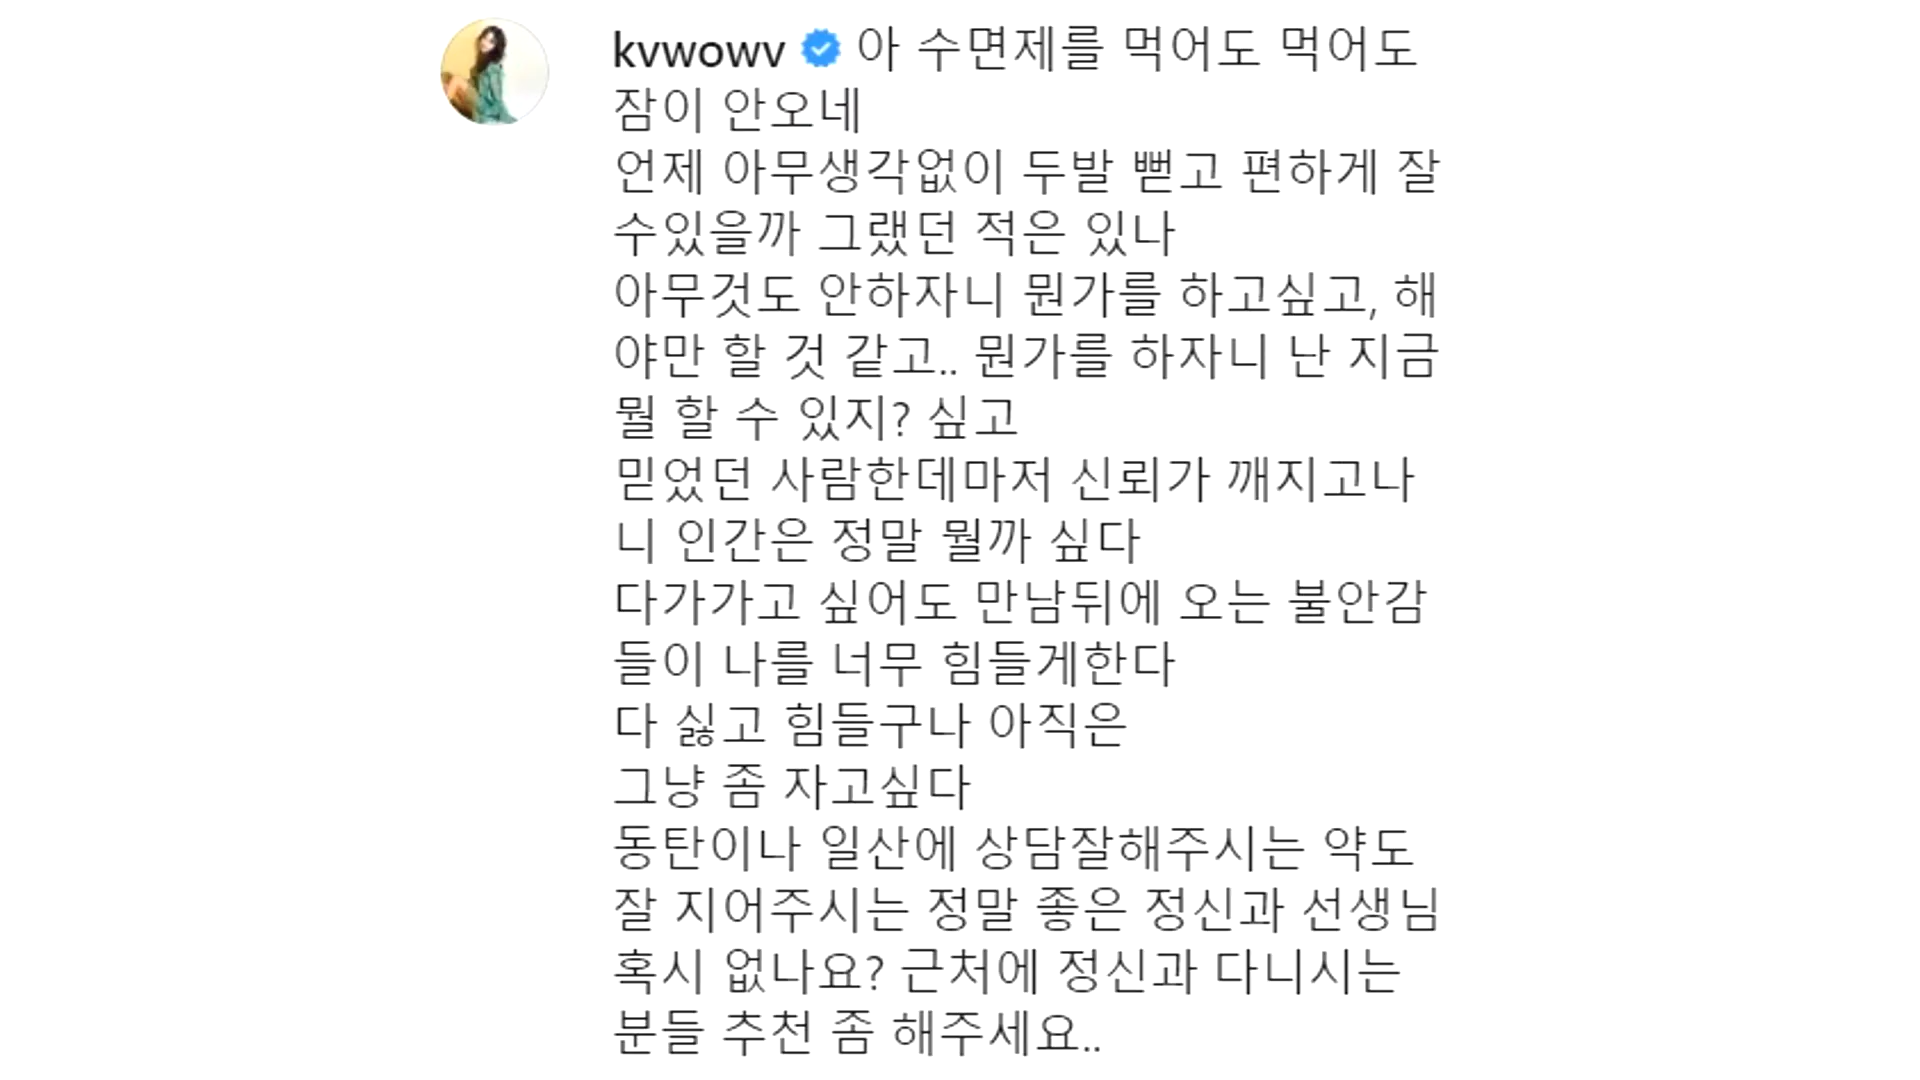 kvwowv 아 수면제를 먹어도 먹어도
잠이 안오네
언제 아무생각없이 두발 뻗고 편하게 잘
수있을까 그랬던 적은 있나
아무것도 안하자니 뭔가를 하고싶고, 해
야만 할 것 같고.. 뭔가를 하자니 난 지금
뭘 할 수 있지? 싶고
믿었던 사람한데마저 신뢰가 깨지고나
니 인간은 정말 뭘까 싶다
다가가고 싶어도 만남뒤에 오는 불안감
들이 나를 너무 힘들게한다
다 싫고 힘들구나 아직은
그냥 좀 자고싶다
동탄이나 일산에 상담잘해주시는 약도
잘 지어주시는 정말 좋은 정신과 선생님
혹시 없나요? 근처에 정신과 다니시는
분들 추천 좀 해주세요..